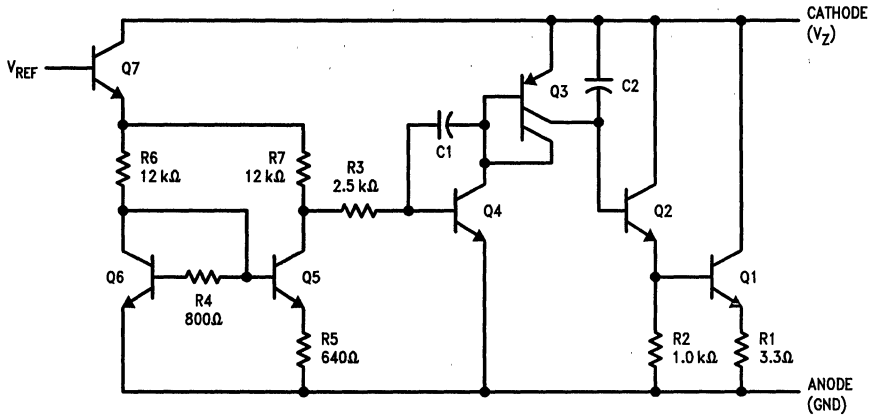 CATHODE
(VZ)
VREF
Q7
Q3
C2
C1
R6
12 kΩ
R7
12 kΩ
R3
2.5 kΩ
Q4
Q2
Q6
R4
800Ω
Q5
Q1
R5
640Ω
R2
1.0 kΩ
R1
3.3Ω
ANODE
(GND)